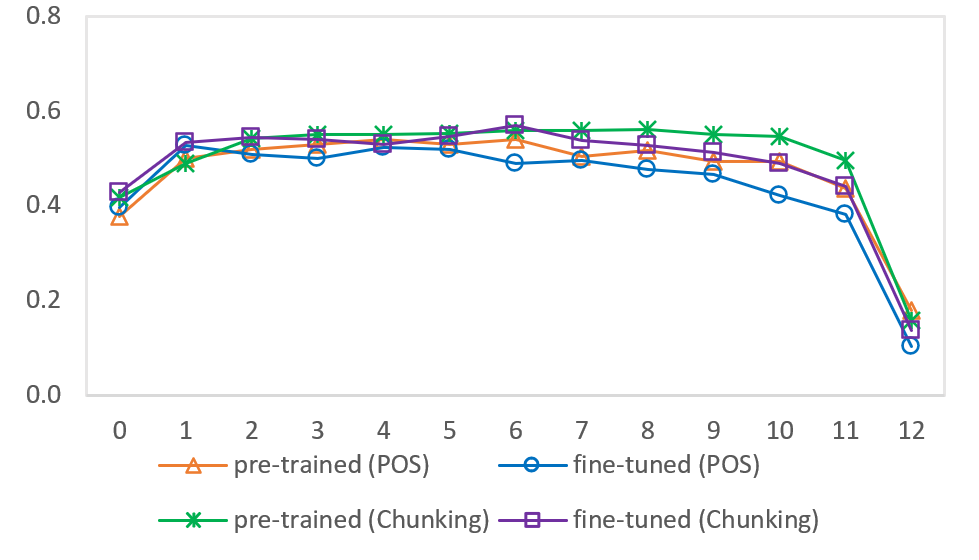 0.8
0.6
0.4
0.2
0.0
0 1 2 3 4 5 6 7 8 9 10 11 12
pre-trained (POS) fine-tuned (POS)
pre-trained (Chunking) fine-tuned (Chunking)